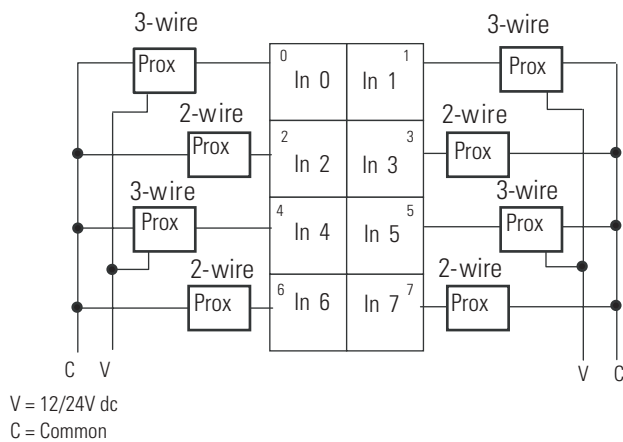 3-wire 3-wire
Prox 0 In 0 In 1 1 Prox
2-wire 2-wire
Prox 2 In 2 In 3 3 Prox
3-wire 3-wire
Prox 4 In 4 In 5 5 Prox
2-wire 2-wire
Prox 6 In 6 In 7 7 Prox
C V V C
V = 12/24V dc
C = Common